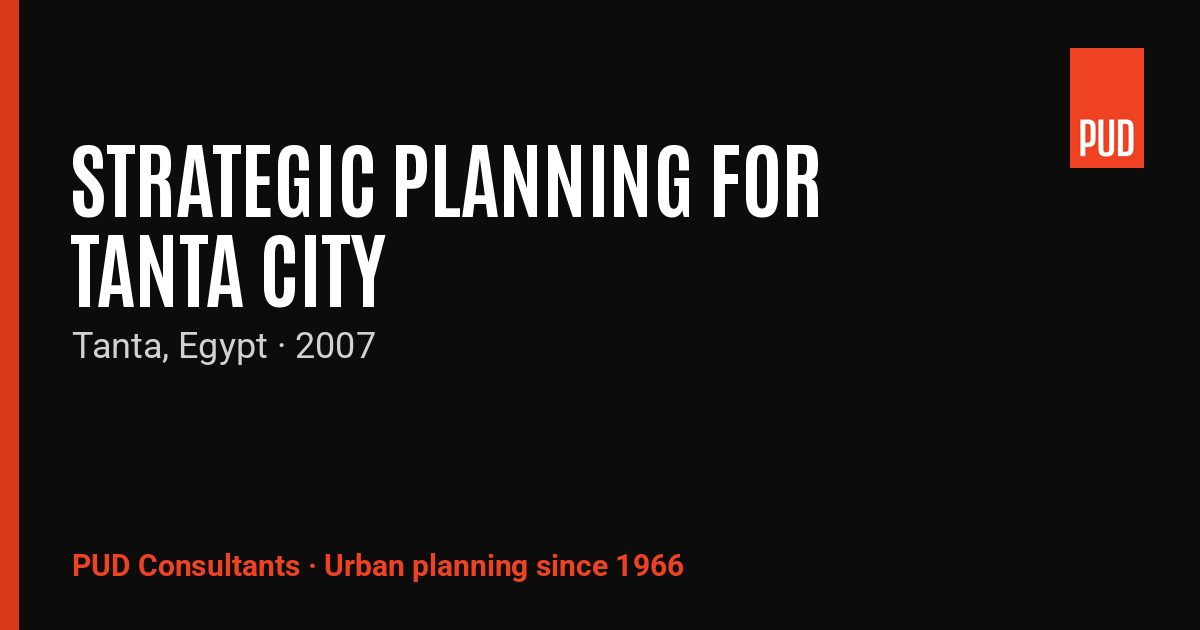 PUD
STRATEGIC PLANNING FOR
TANTA CITY
Tanta, Egypt · 2007
PUD Consultants · Urban planning since 1966